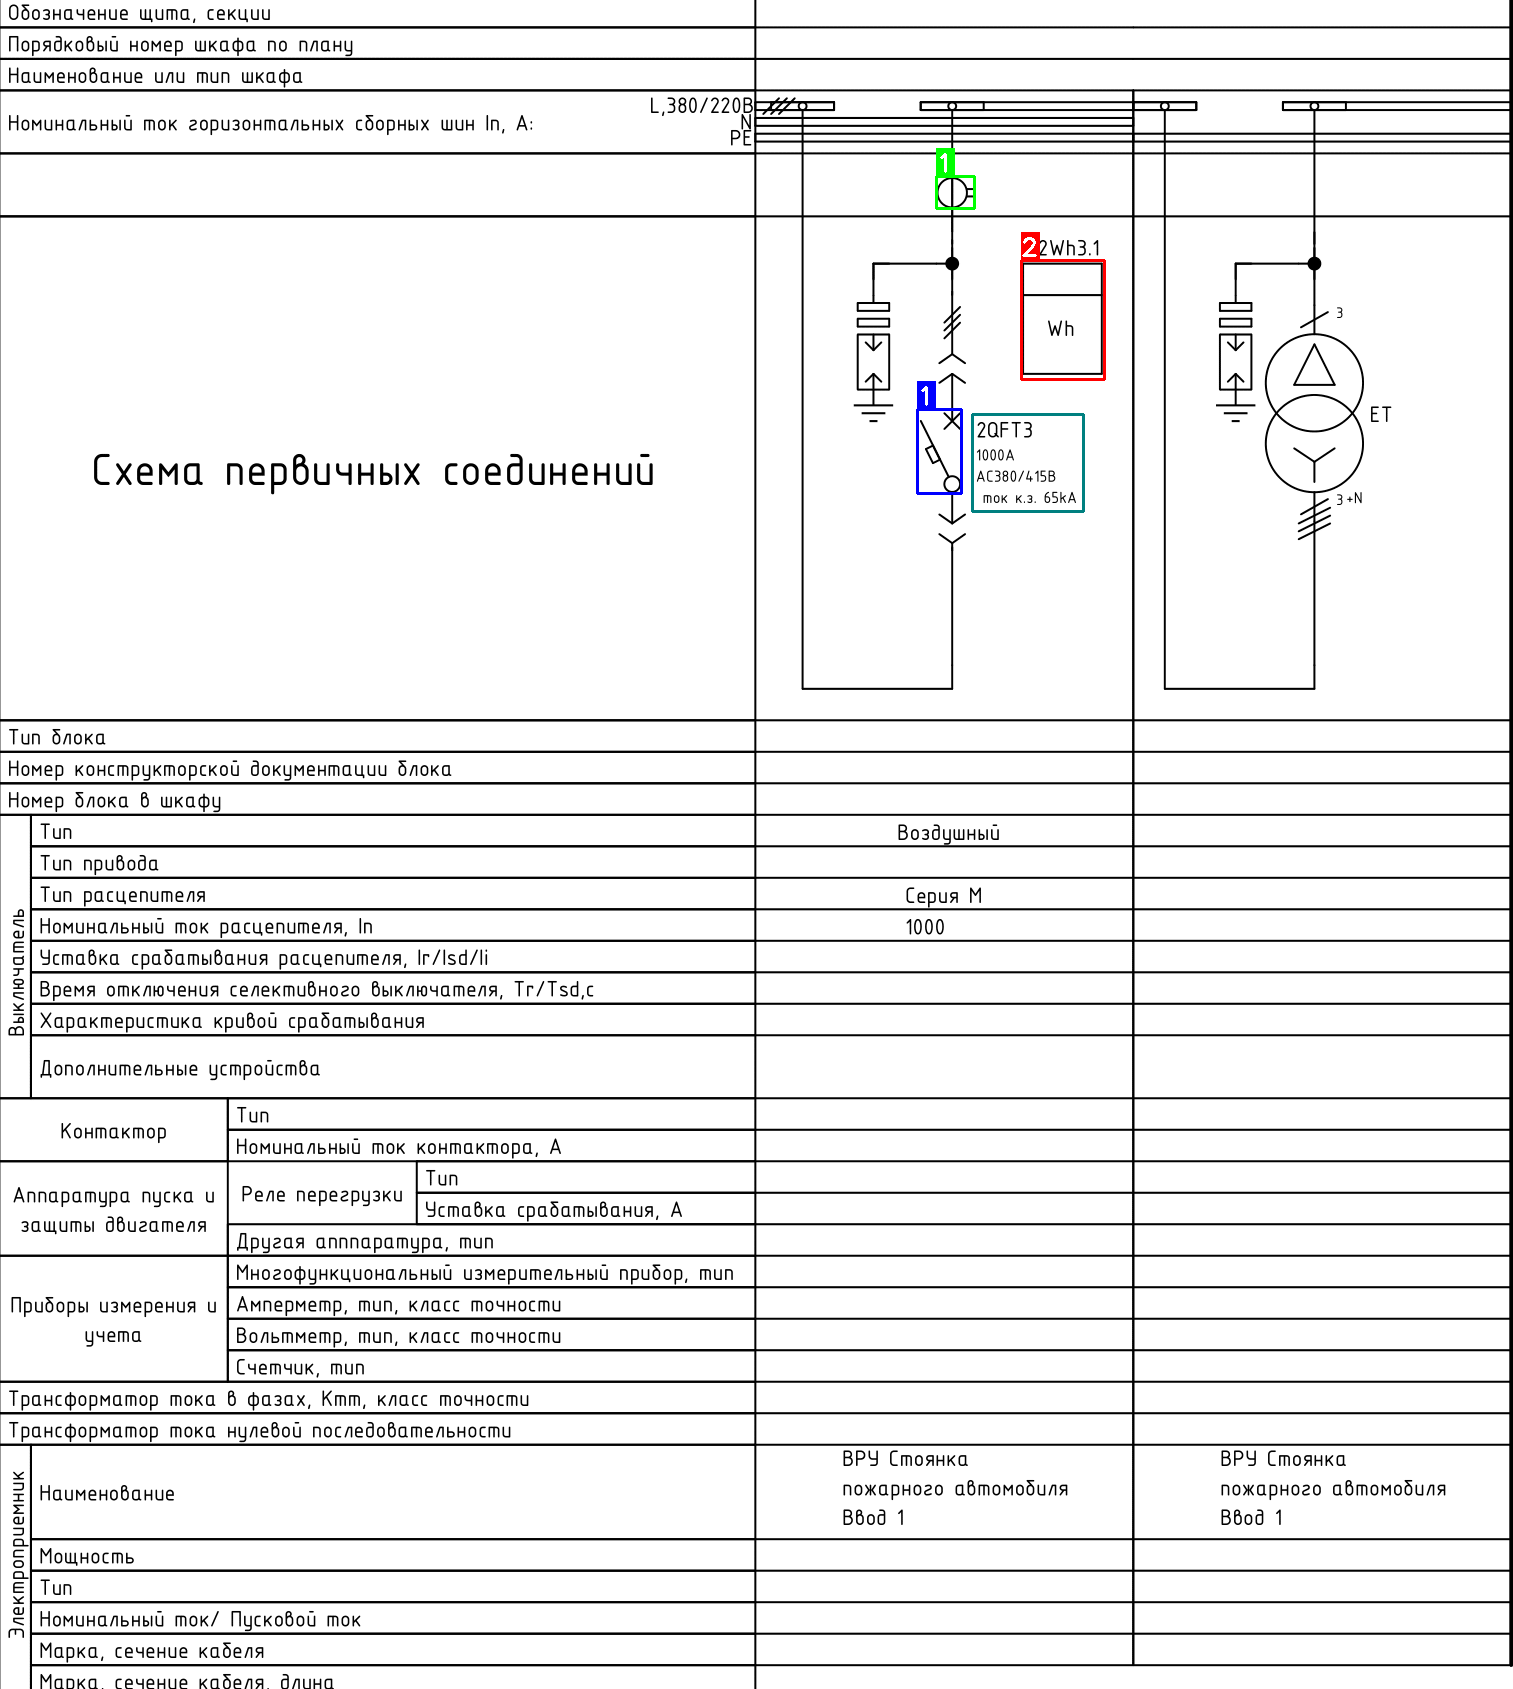 Обозначение щита, секции
Порядковый номер шкафа по плану
Наименование или тип шкафа
Номинальный ток горизонтальных сборных шин In, А:
L,380/220В
N
PE
1
2
2Wh3.1
Wh
1
2QFT3
1000А
АС380/415В
ток к.з. 65kA
3
ET
3+N
Схема первичных соединений
Тип блока
Номер конструкторской документации блока
Номер блока в шкафу
Выключатель
Тип
Воздушный
Тип привода
Тип расцепителя
Серия М
Номинальный ток расцепителя, In
1000
Уставка срабатывания расцепителя, Ir/Isd/Ii
Время отключения селективного выключателя, Tr/Tsd,c
Характеристика кривой срабатывания
Дополнительные устройства
Контактор
Тип
Номинальный ток контактора, А
Аппаратура пуска и
защиты двигателя
Реле перегрузки
Тип
Уставка срабатывания, А
Другая апппаратура, тип
Приборы измерения и
учета
Многофункциональный измерительный прибор, тип
Амперметр, тип, класс точности
Вольтметр, тип, класс точности
Счетчик, тип
Трансформатор тока в фазах, Ктт, класс точности
Трансформатор тока нулевой последовательности
Электроприемник
Наименование
ВРУ Стоянка
пожарного автомобиля
Ввод 1
ВРУ Стоянка
пожарного автомобиля
Ввод 1
Мощность
Тип
Номинальный ток/ Пусковой ток
Марка, сечение кабеля
Марка, сечение кабеля, длина